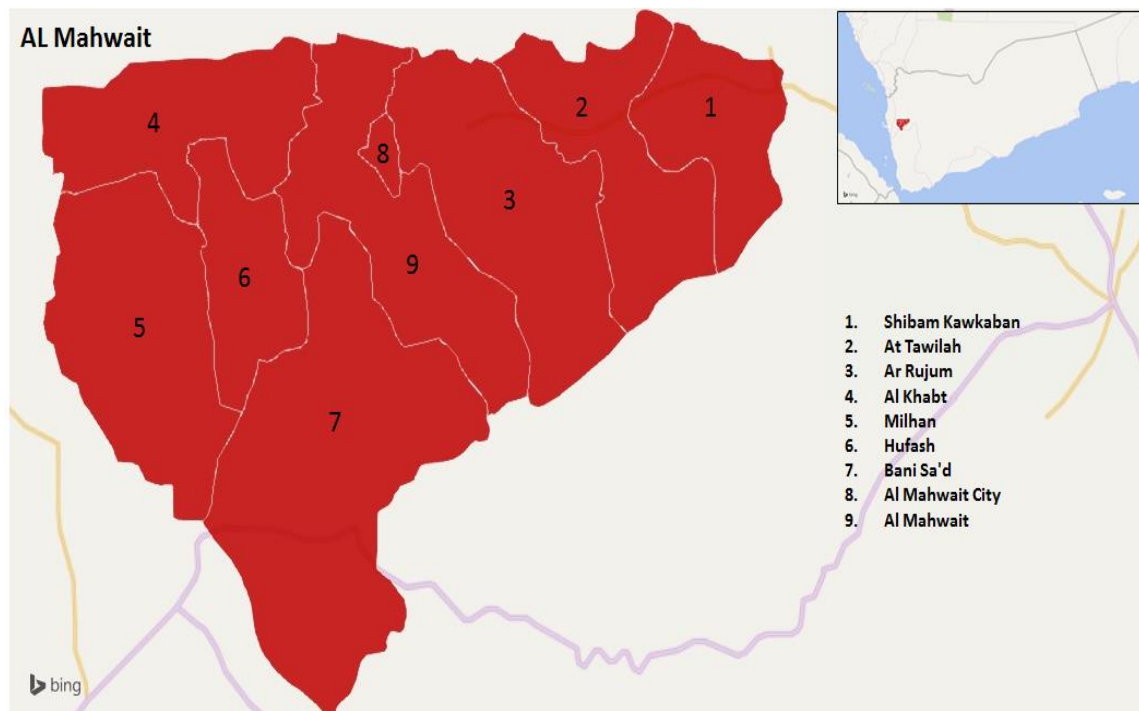 AL Mahwait
4
2
1
8
3
6
9
5
7
bing
1. Shibam Kawkaban
2. At Tawilah
3. Ar Rujum
4. Al Khabt
5. Milhan
6. Hufash
7. Bani Sa'd
8. Al Mahwait City
9. Al Mahwait
bing